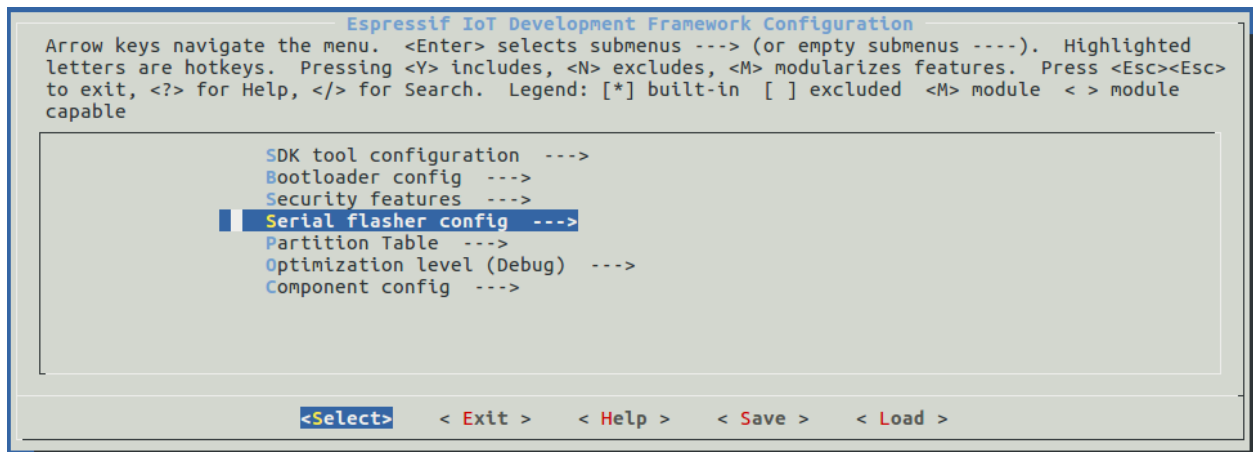 Espressif IoT Development Framework Configuration
Arrow keys navigate the menu.  <Enter> selects submenus ---> (or empty submenus ----).  Highlighted
letters are hotkeys.  Pressing <Y> includes, <N> excludes, <M> modularizes features.  Press <Esc><Esc>
to exit, <?> for Help, </> for Search.  Legend: [*] built-in  [ ] excluded  <M> module  < > module
capable
SDK tool configuration  --->
Bootloader config  --->
Security features  --->
Serial flasher config  --->
Partition Table  --->
Optimization level (Debug)  --->
Component config  --->
<Select>    < Exit >    < Help >    < Save >    < Load >